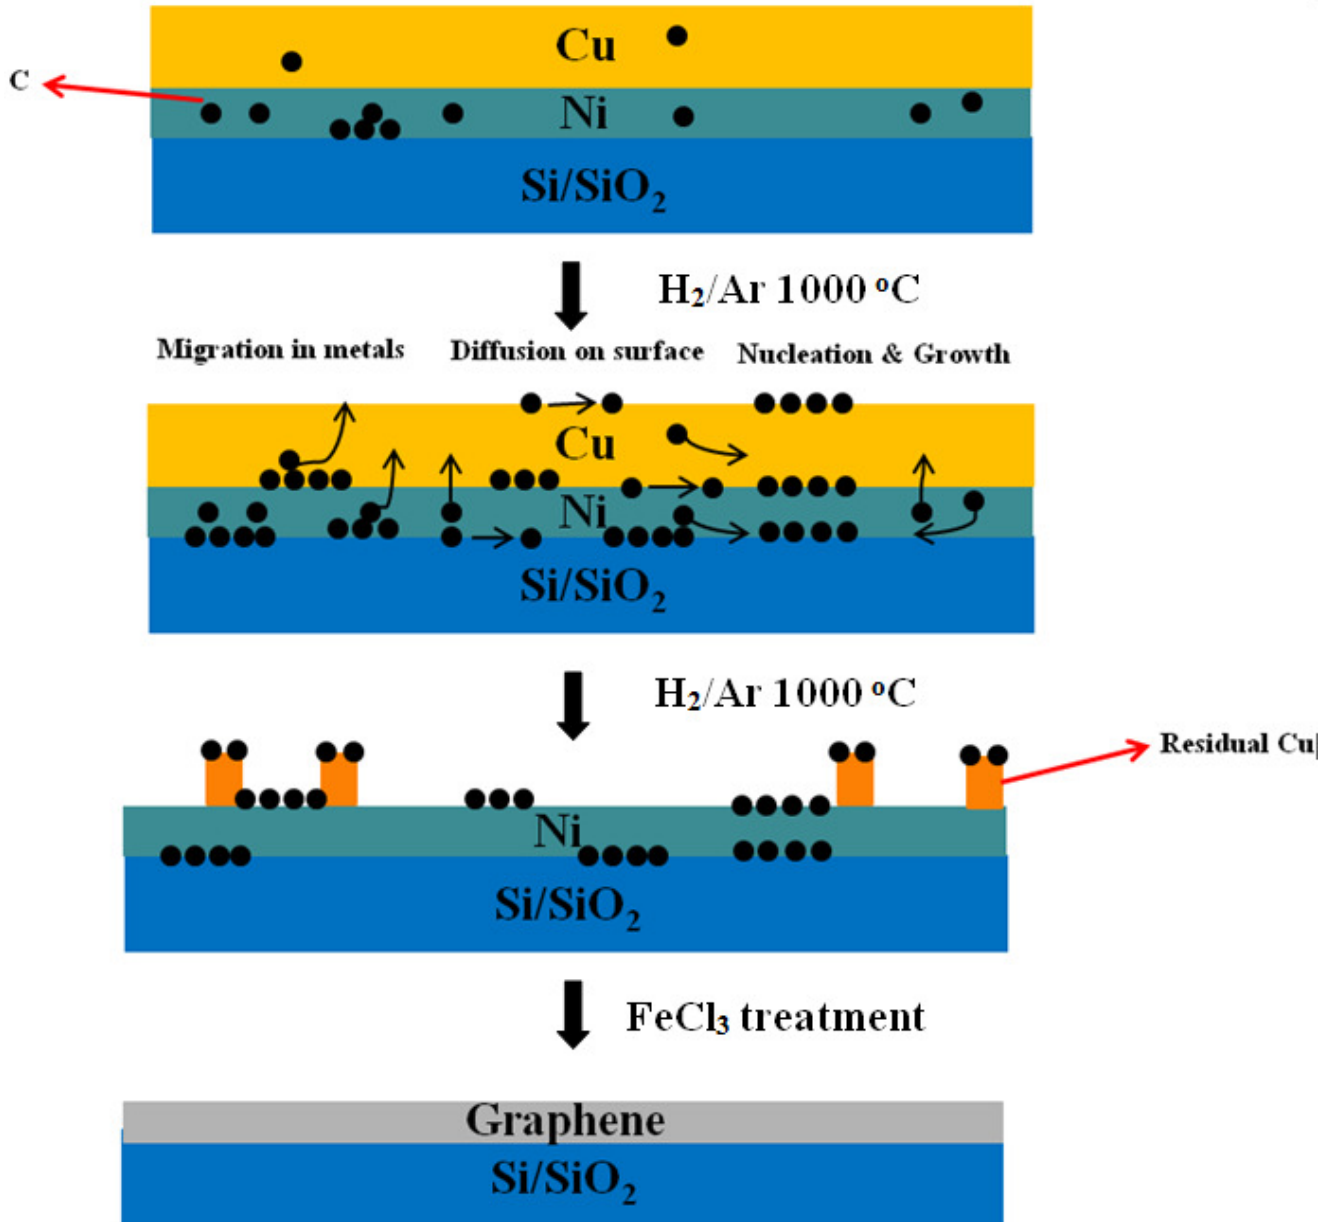 Cu
C
Ni
Si/SiO₂
H₂/Ar 1000 ᵒC
Migration in metals Diffusion on surface Nucleation & Growth
Cu
Ni
Si/SiO₂
H₂/Ar 1000 ᵒC
Residual Cu
Ni
Si/SiO₂
FeCl₃ treatment
Graphene
Si/SiO₂